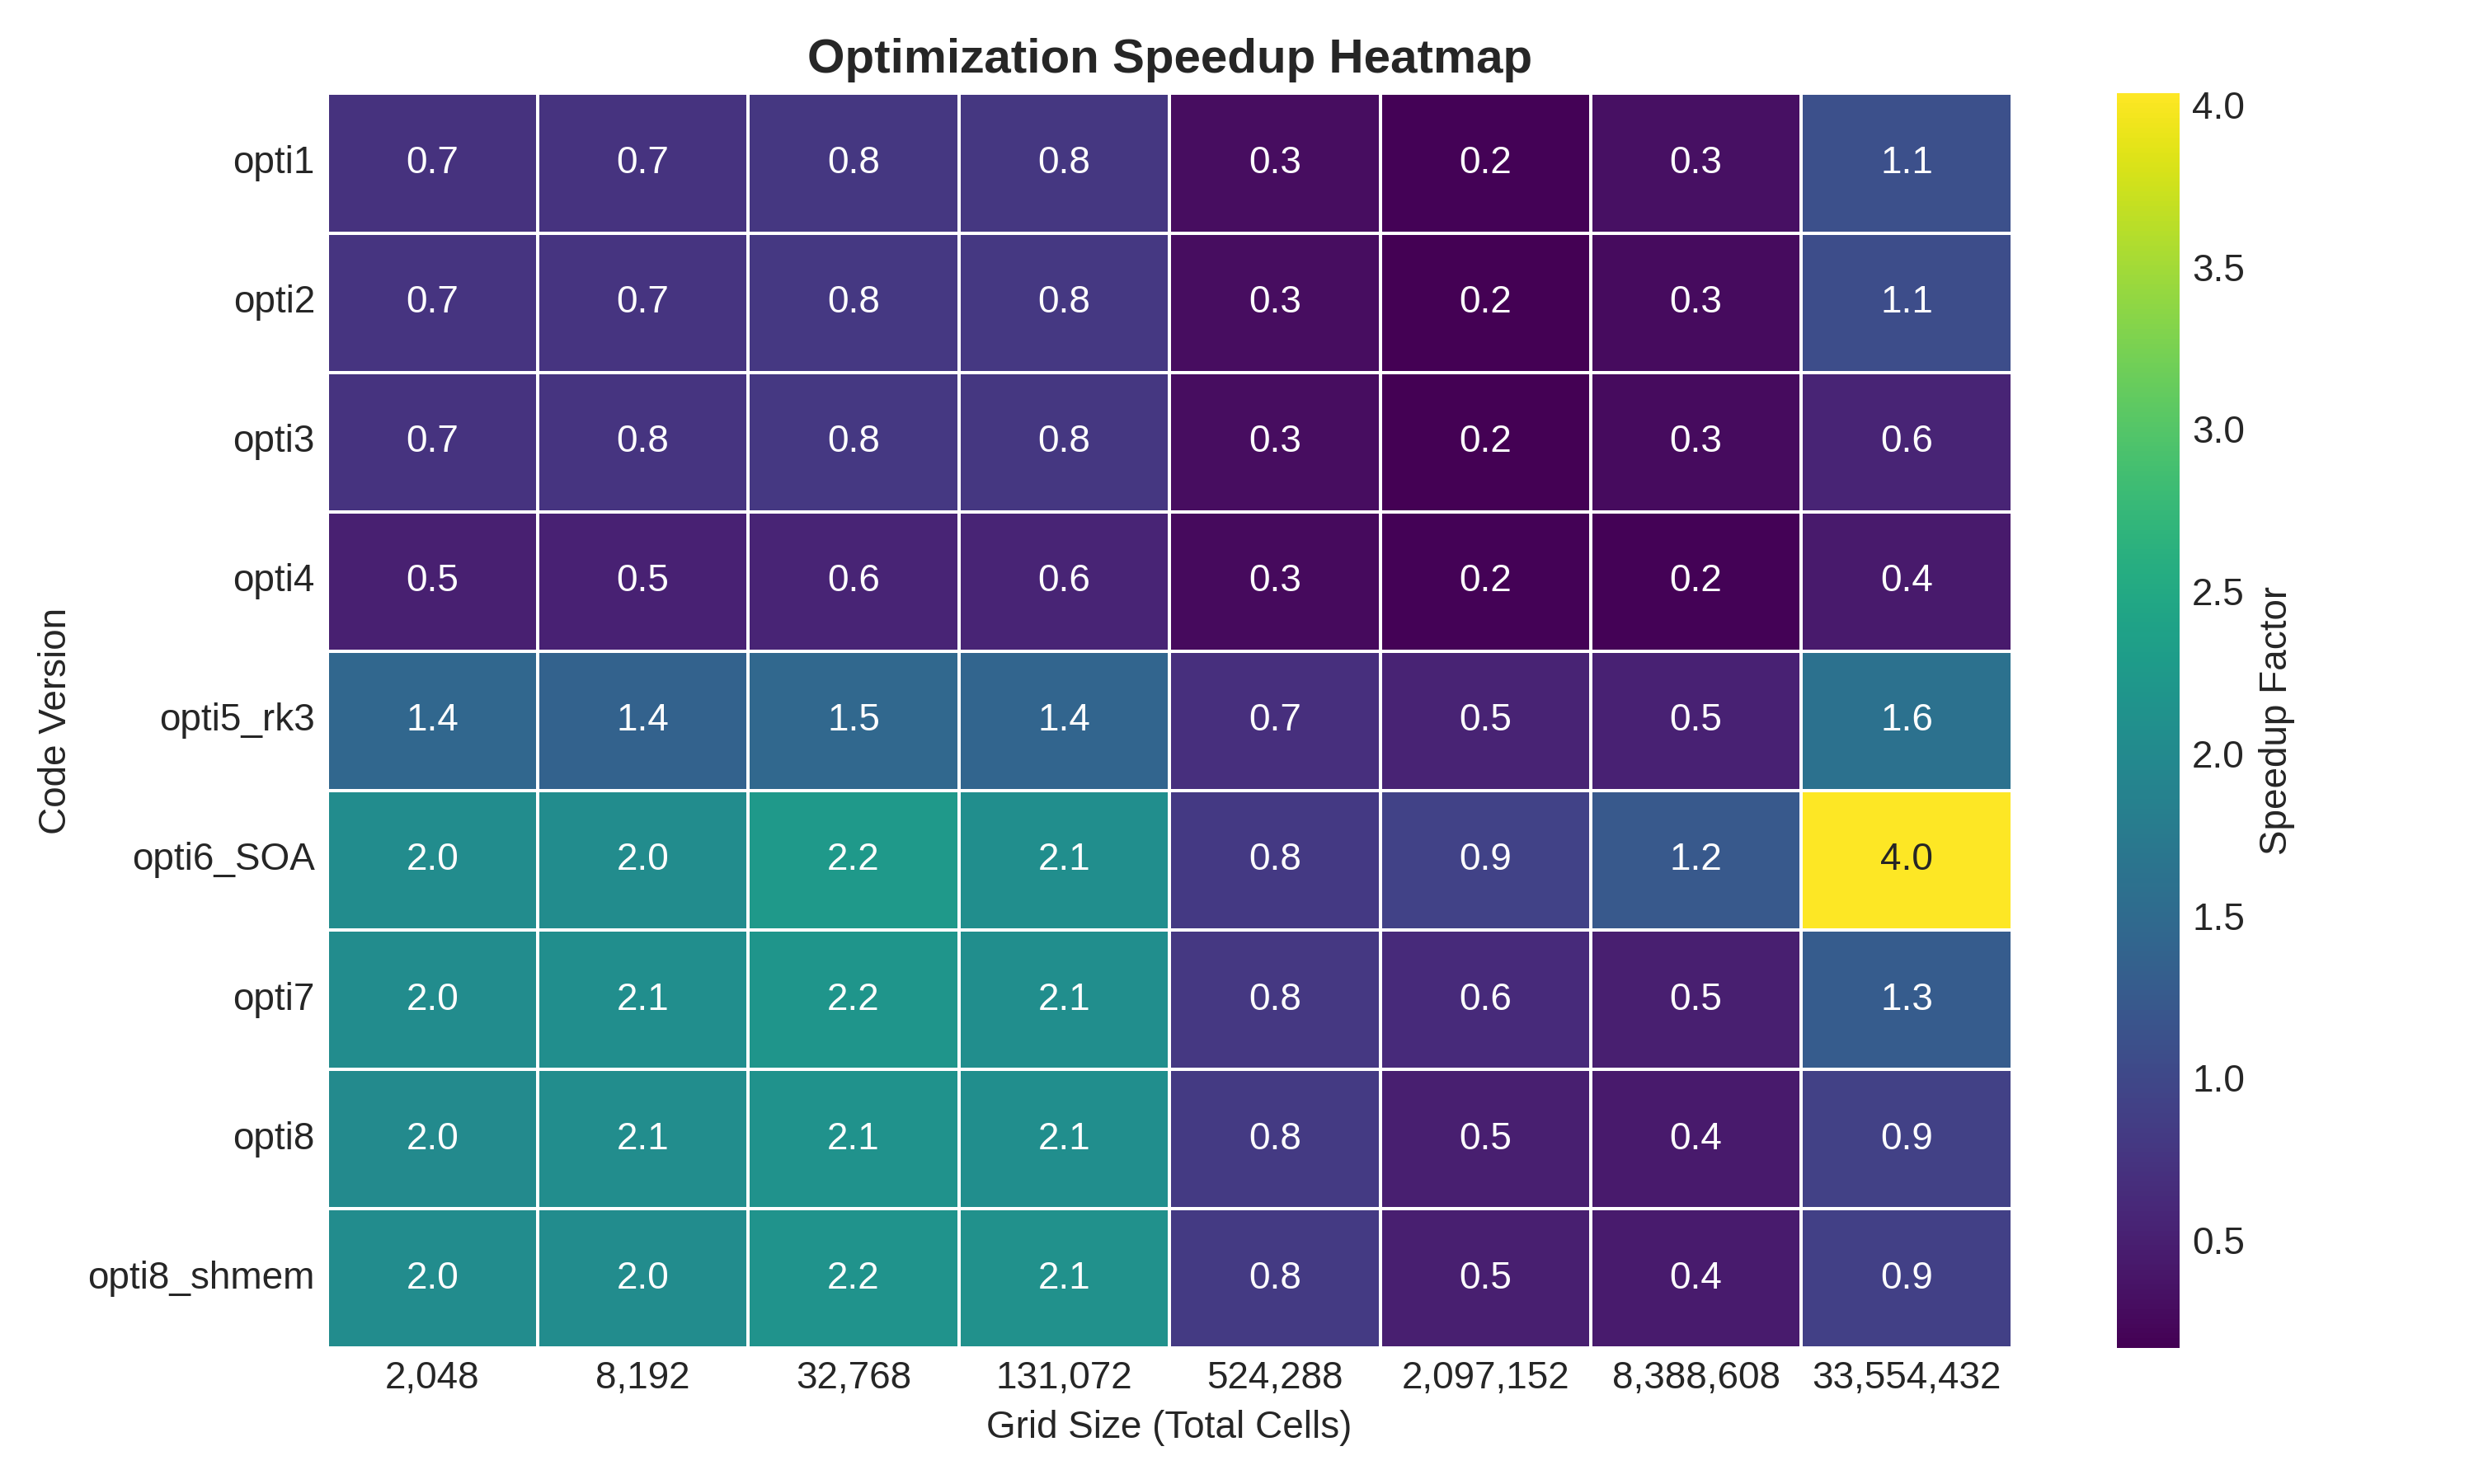 Optimization Speedup Heatmap
opti1 0.7 0.7 0.8 0.8 0.3 0.2 0.3 1.1
opti2 0.7 0.7 0.8 0.8 0.3 0.2 0.3 1.1
opti3 0.7 0.8 0.8 0.8 0.3 0.2 0.3 0.6
opti4 0.5 0.5 0.6 0.6 0.3 0.2 0.2 0.4
opti5_rk3 1.4 1.4 1.5 1.4 0.7 0.5 0.5 1.6
opti6_SOA 2.0 2.0 2.2 2.1 0.8 0.9 1.2 4.0
opti7 2.0 2.1 2.2 2.1 0.8 0.6 0.5 1.3
opti8 2.0 2.1 2.1 2.1 0.8 0.5 0.4 0.9
opti8_shmem 2.0 2.0 2.2 2.1 0.8 0.5 0.4 0.9
2,048 8,192 32,768 131,072 524,288 2,097,152 8,388,608 33,554,432
Grid Size (Total Cells)
Code Version
4.0
3.5
3.0
2.5
2.0
1.5
1.0
0.5
Speedup Factor